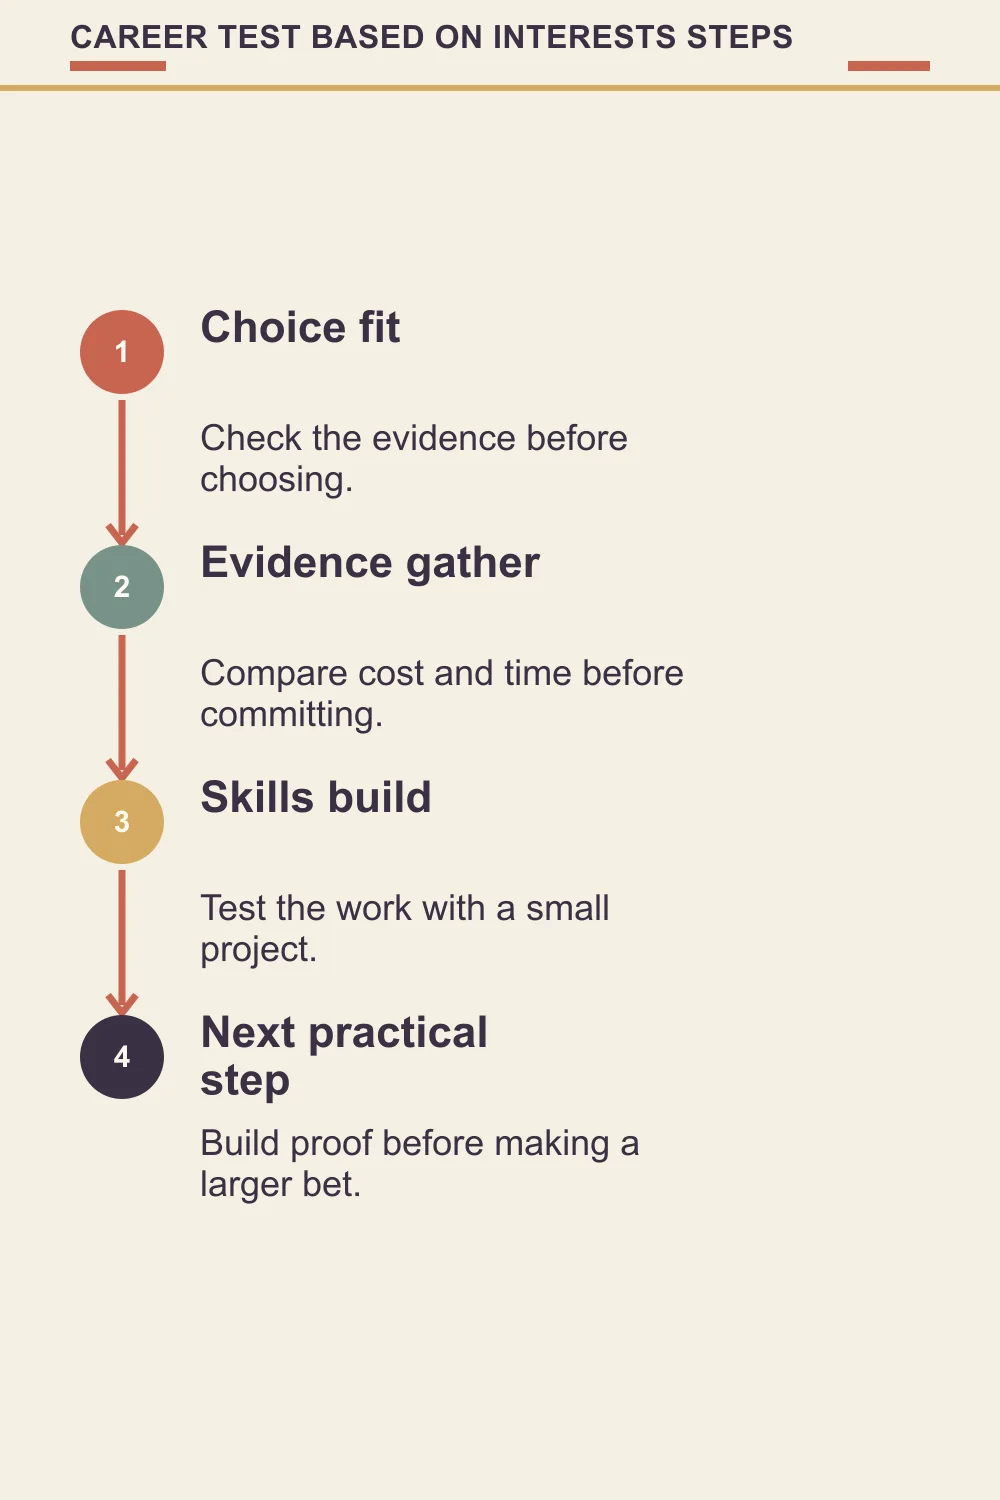 CAREER TEST BASED ON INTERESTS STEPS
1
Choice fit
Check the evidence before
choosing.
2
Evidence gather
Compare cost and time before
committing.
3
Skills build
Test the work with a small
project.
4
Next practical
step
Build proof before making a
larger bet.